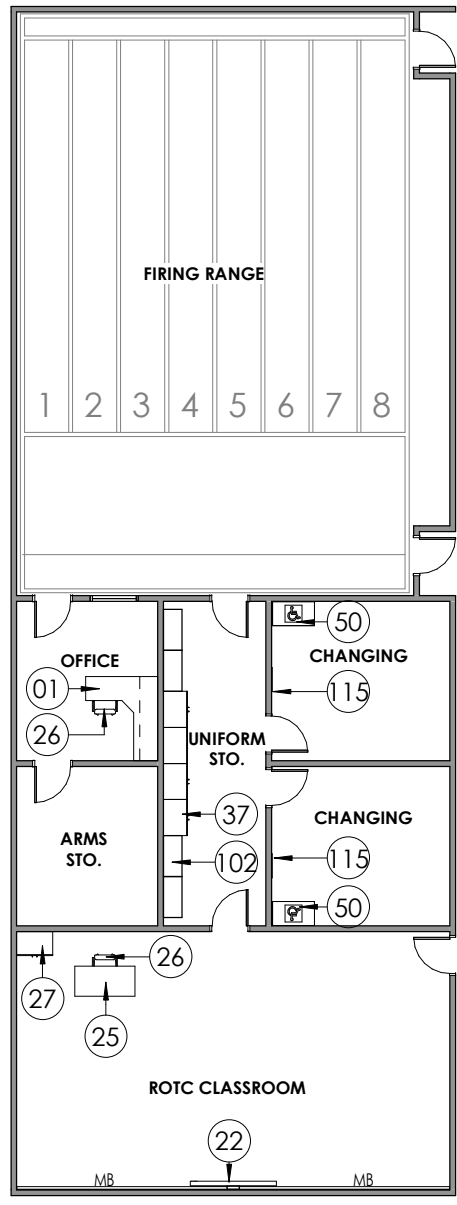 FIRING RANGE
1 2 3 4 5 6 7 8
50
OFFICE
CHANGING
01
115
26
UNIFORM
STO.
37
CHANGING
ARMS
STO.
102
115
50
26
27
25
ROTC CLASSROOM
22
MB
MB